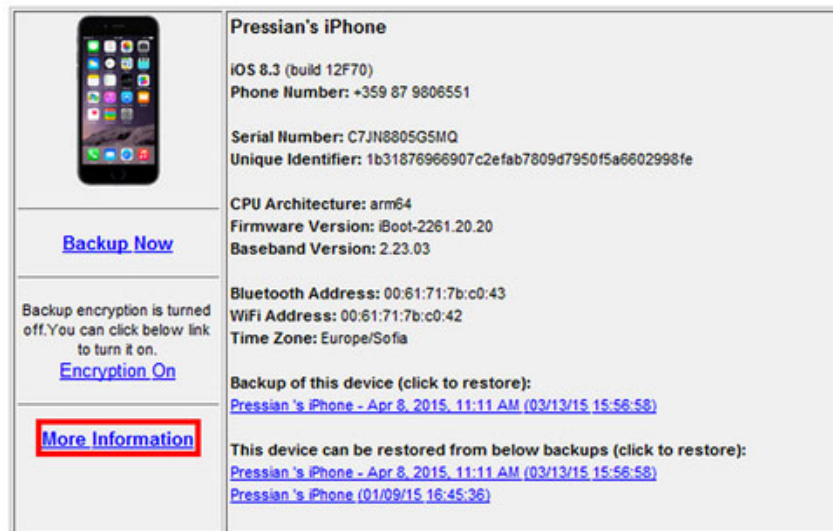 Pressian's iPhone
iOS 8.3 (build 12F70)
Phone Number: +359 87 9806551
Serial Number: C7JN8805G5MQ
Unique Identifier: 1b31876966907c2efab7809d7950f5a6602998fe
CPU Architecture: arm64
Firmware Version: iBoot-2261.20.20
Baseband Version: 2.23.03
Bluetooth Address: 00:61:71:7b:c0:43
WiFi Address: 00:61:71:7b:c0:42
Time Zone: Europe/Sofia
Backup of this device (click to restore):
Pressian 's iPhone - Apr 8, 2015, 11:11 AM (03/13/15 15:56:58)
This device can be restored from below backups (click to restore):
Pressian 's iPhone - Apr 8, 2015, 11:11 AM (03/13/15 15:56:58)
Pressian 's iPhone (01/09/15 16:45:36)
Backup Now
Backup encryption is turned
off.You can click below link
to turn it on.
Encryption On
More Information